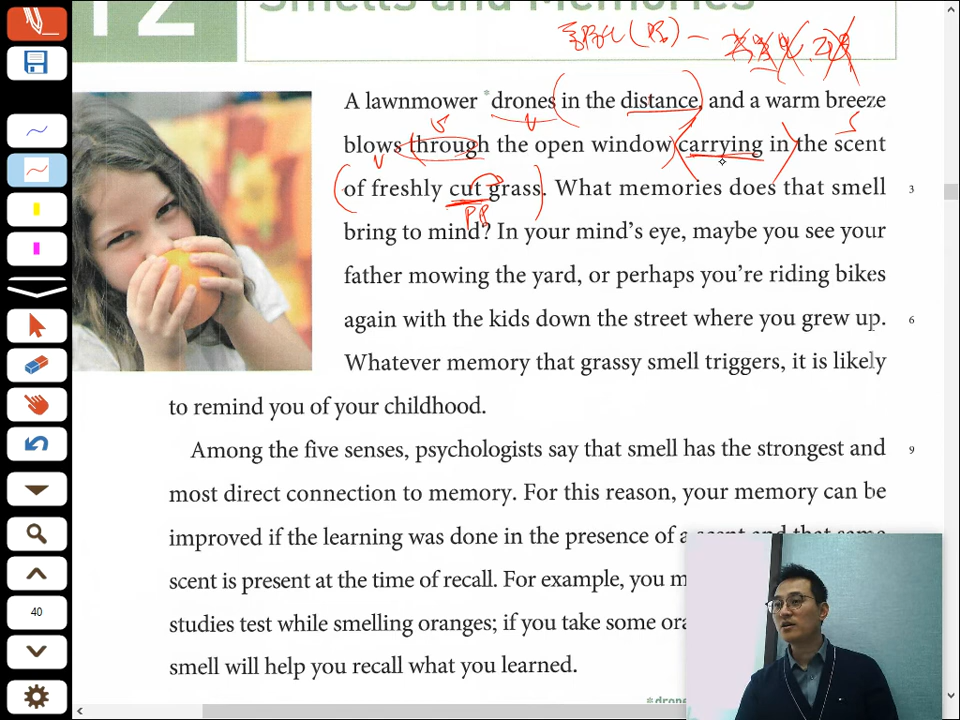 12 Smells and Memories
A lawnmower *drones in the distance, and a warm breeze
blows through the open window carrying in the scent
of freshly cut grass. What memories does that smell
3
bring to mind? In your mind's eye, maybe you see your
father mowing the yard, or perhaps you're riding bikes
again with the kids down the street where you grew up.
6
Whatever memory that grassy smell triggers, it is likely
to remind you of your childhood.
Among the five senses, psychologists say that smell has the strongest and
9
most direct connection to memory. For this reason, your memory can be
improved if the learning was done in the presence of a scent and that same
scent is present at the time of recall. For example, you m
studies test while smelling oranges; if you take some ora
smell will help you recall what you learned.
*drone
S
V
V
P.P
40